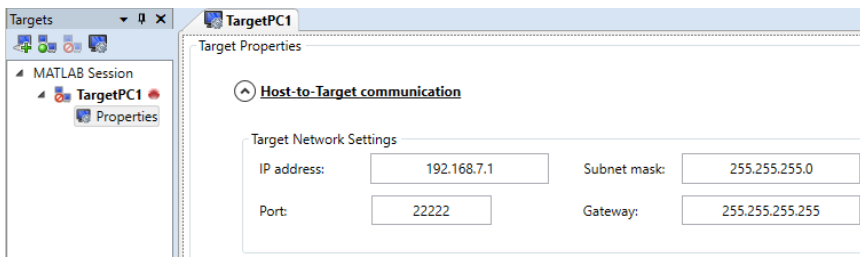 Targets
TargetPC1
Target Properties
MATLAB Session
TargetPC1
Properties
Host-to-Target communication
Target Network Settings
IP address: 192.168.7.1 Subnet mask: 255.255.255.0
Port: 22222 Gateway: 255.255.255.255